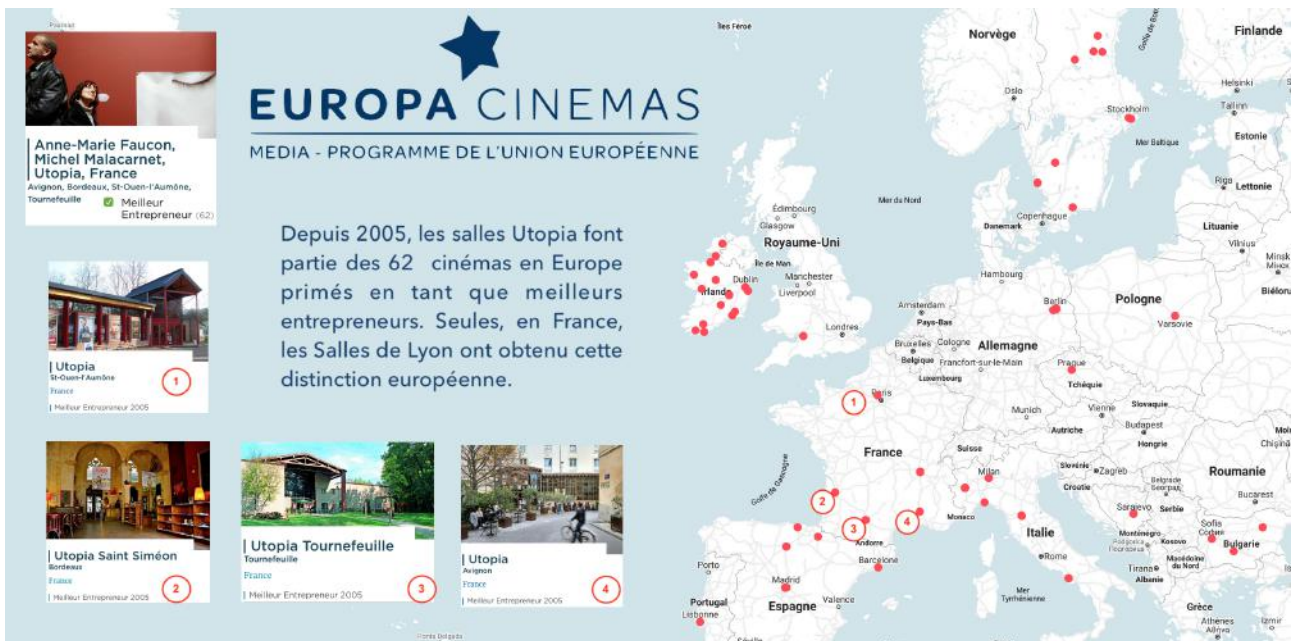 Anne-Marie Faucon,
Michel Malacarnet,
Utopia, France
Avignon, Bordeaux, St-Ouen-l'Aumône,
Tournefeuille
Meilleur
Entrepreneur (62)
EUROPA CINEMAS
MEDIA - PROGRAMME DE L'UNION EUROPÉENNE
Depuis 2005, les salles Utopia font
partie des 62 cinémas en Europe
primés en tant que meilleurs
entrepreneurs. Seules, en France,
les Salles de Lyon ont obtenu cette
distinction européenne.
Utopia
St-Ouen-l'Aumône
France
Meilleur Entrepreneur 2005
1
Utopia Saint Siméon
Bordeaux
France
Meilleur Entrepreneur 2005
2
Utopia Tournefeuille
Tournefeuille
France
Meilleur Entrepreneur 2005
3
Utopia
Avignon
France
Meilleur Entrepreneur 2005
4
Ponta Delgada
Îles Féroé
Norvège
Finlande
Helsinki
Oslo
Tallinn
Stockholm
Estonie
Mer Baltique
Riga
Lettonie
Mer du Nord
Édimbourg
Glasgow
Copenhague
Danemark
Lituanie
Royaume-Uni
Vilnius
Île de Man
Minsk
Dublin
Manchester
Hambourg
Irlande
Liverpool
Berlin
Pologne
Amsterdam
Pays-Bas
Varsovie
Londres
Bruxelles
Cologne
Allemagne
Belgique
Francfort-sur-le-Main
Prague
Luxembourg
Tchéquie
1
Paris
Slovaquie
Munich
Vienne
Autriche
Budapest
Hongrie
France
Suisse
Golfe de Gascogne
Slovénie
Zagreb
Roumanie
Milan
Croatie
Belgrade
Bucarest
2
Sarajevo
Serbie
3
4
Monaco
Italie
Monténégro
Kosovo
Sofia
Bulgarie
Andorre
Porto
Barcelone
Rome
Macédoine
du Nord
Tirana
Albanie
Madrid
Mer
Tyrrhénienne
Portugal
Espagne
Valence
Grèce
Lisbonne
Athènes
Izmir
Séville